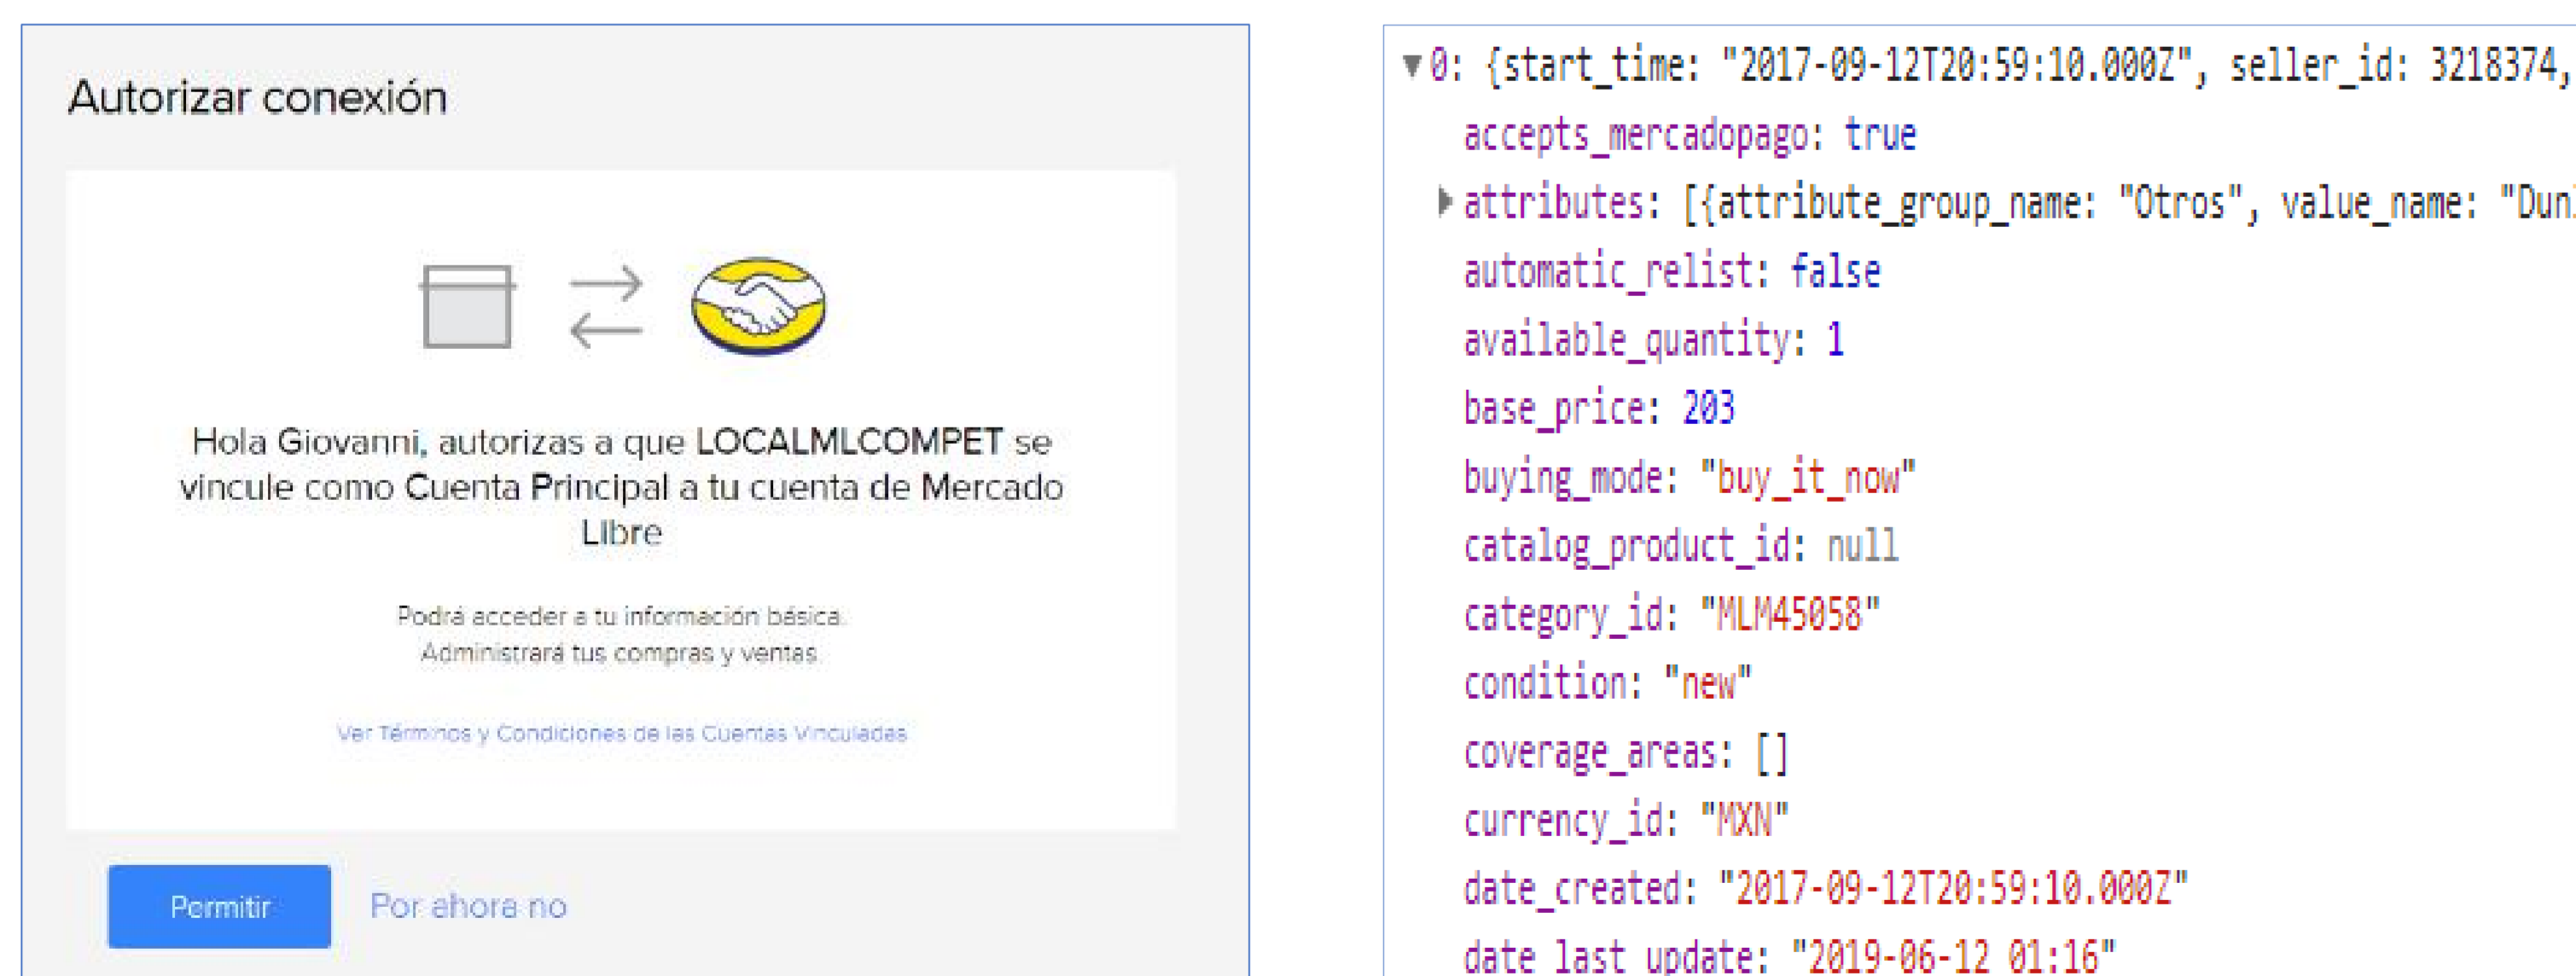 Autorizar conexión
Hola Giovanni, autorizas a que LOCALMLCOMPET se
vincule como Cuenta Principal a tu cuenta de Mercado
Libre
Podrá acceder a tu información básica.
Administrará tus compras y ventas.
Ver Términos y Condiciones de las Cuentas Vinculadas
Permitir Por ahora no
▼0: {start_time: "2017-09-12T20:59:10.000Z", seller_id: 3218374,
accepts_mercadopago: true
▶attributes: [{attribute_group_name: "Otros", value_name: "Dun
automatic_relist: false
available_quantity: 1
base_price: 203
buying_mode: "buy_it_now"
catalog_product_id: null
category_id: "MLM45058"
condition: "new"
coverage_areas: []
currency_id: "MXN"
date_created: "2017-09-12T20:59:10.000Z"
date_last_update: "2019-06-12 01:16"